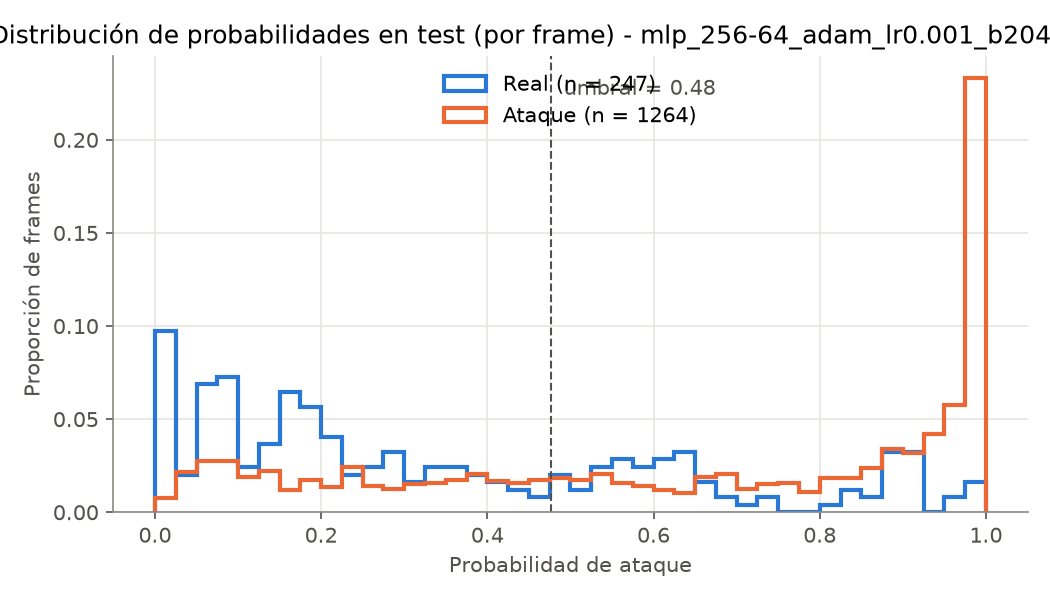 Distribución de probabilidades en test (por frame) - mlp_256-64_adam_lr0.001_b204
Real (n = 247)
umbral = 0.48
Ataque (n = 1264)
Proporción de frames
0.20
0.15
0.10
0.05
0.00
0.0 0.2 0.4 0.6 0.8 1.0
Probabilidad de ataque